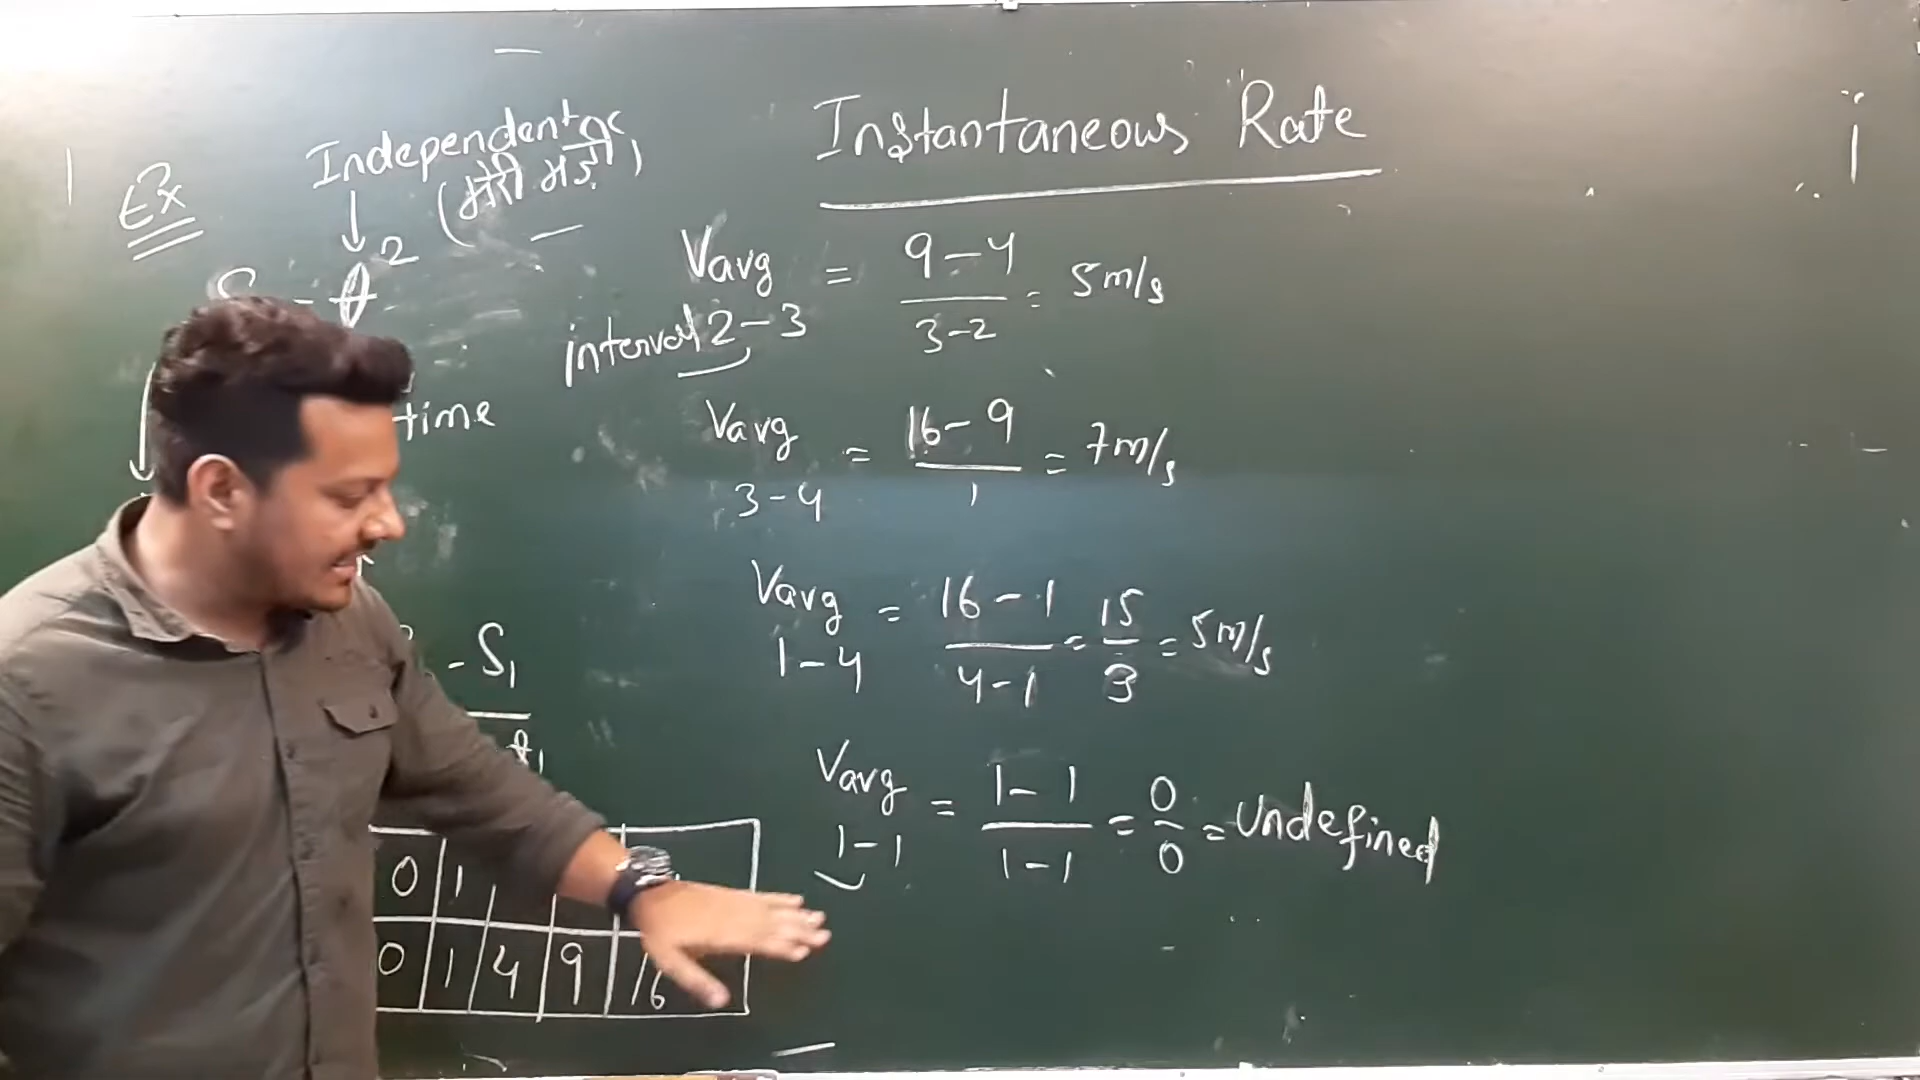 Instantaneous Rate
Ex
Independent
(मेरी मर्जी)
S = t²
time
- S₁
t₁
0 1
0 1 4 9 16
Vavg = 9-4 / 3-2 = 5m/s
interval 2-3
Vavg = 16-9 / 1 = 7m/s
3-4
Vavg = 16-1 / 4-1 = 15 / 3 = 5m/s
1-4
Vavg = 1-1 / 1-1 = 0 / 0 = Undefined
1-1